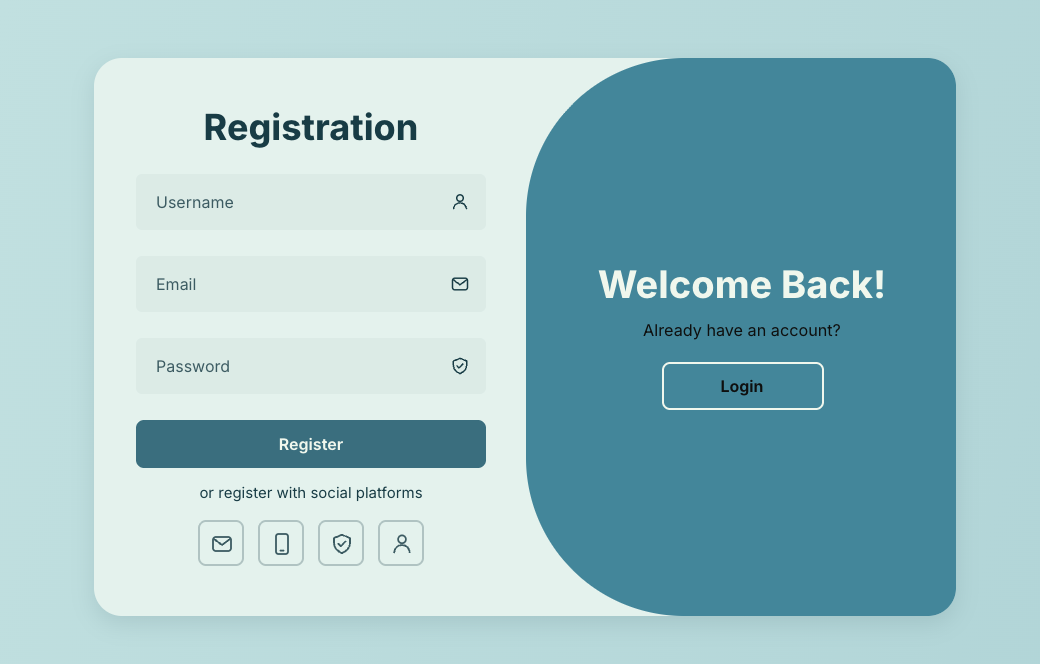 Registration
Username
Email
Password
Register
or register with social platforms
Welcome Back!
Already have an account?
Login